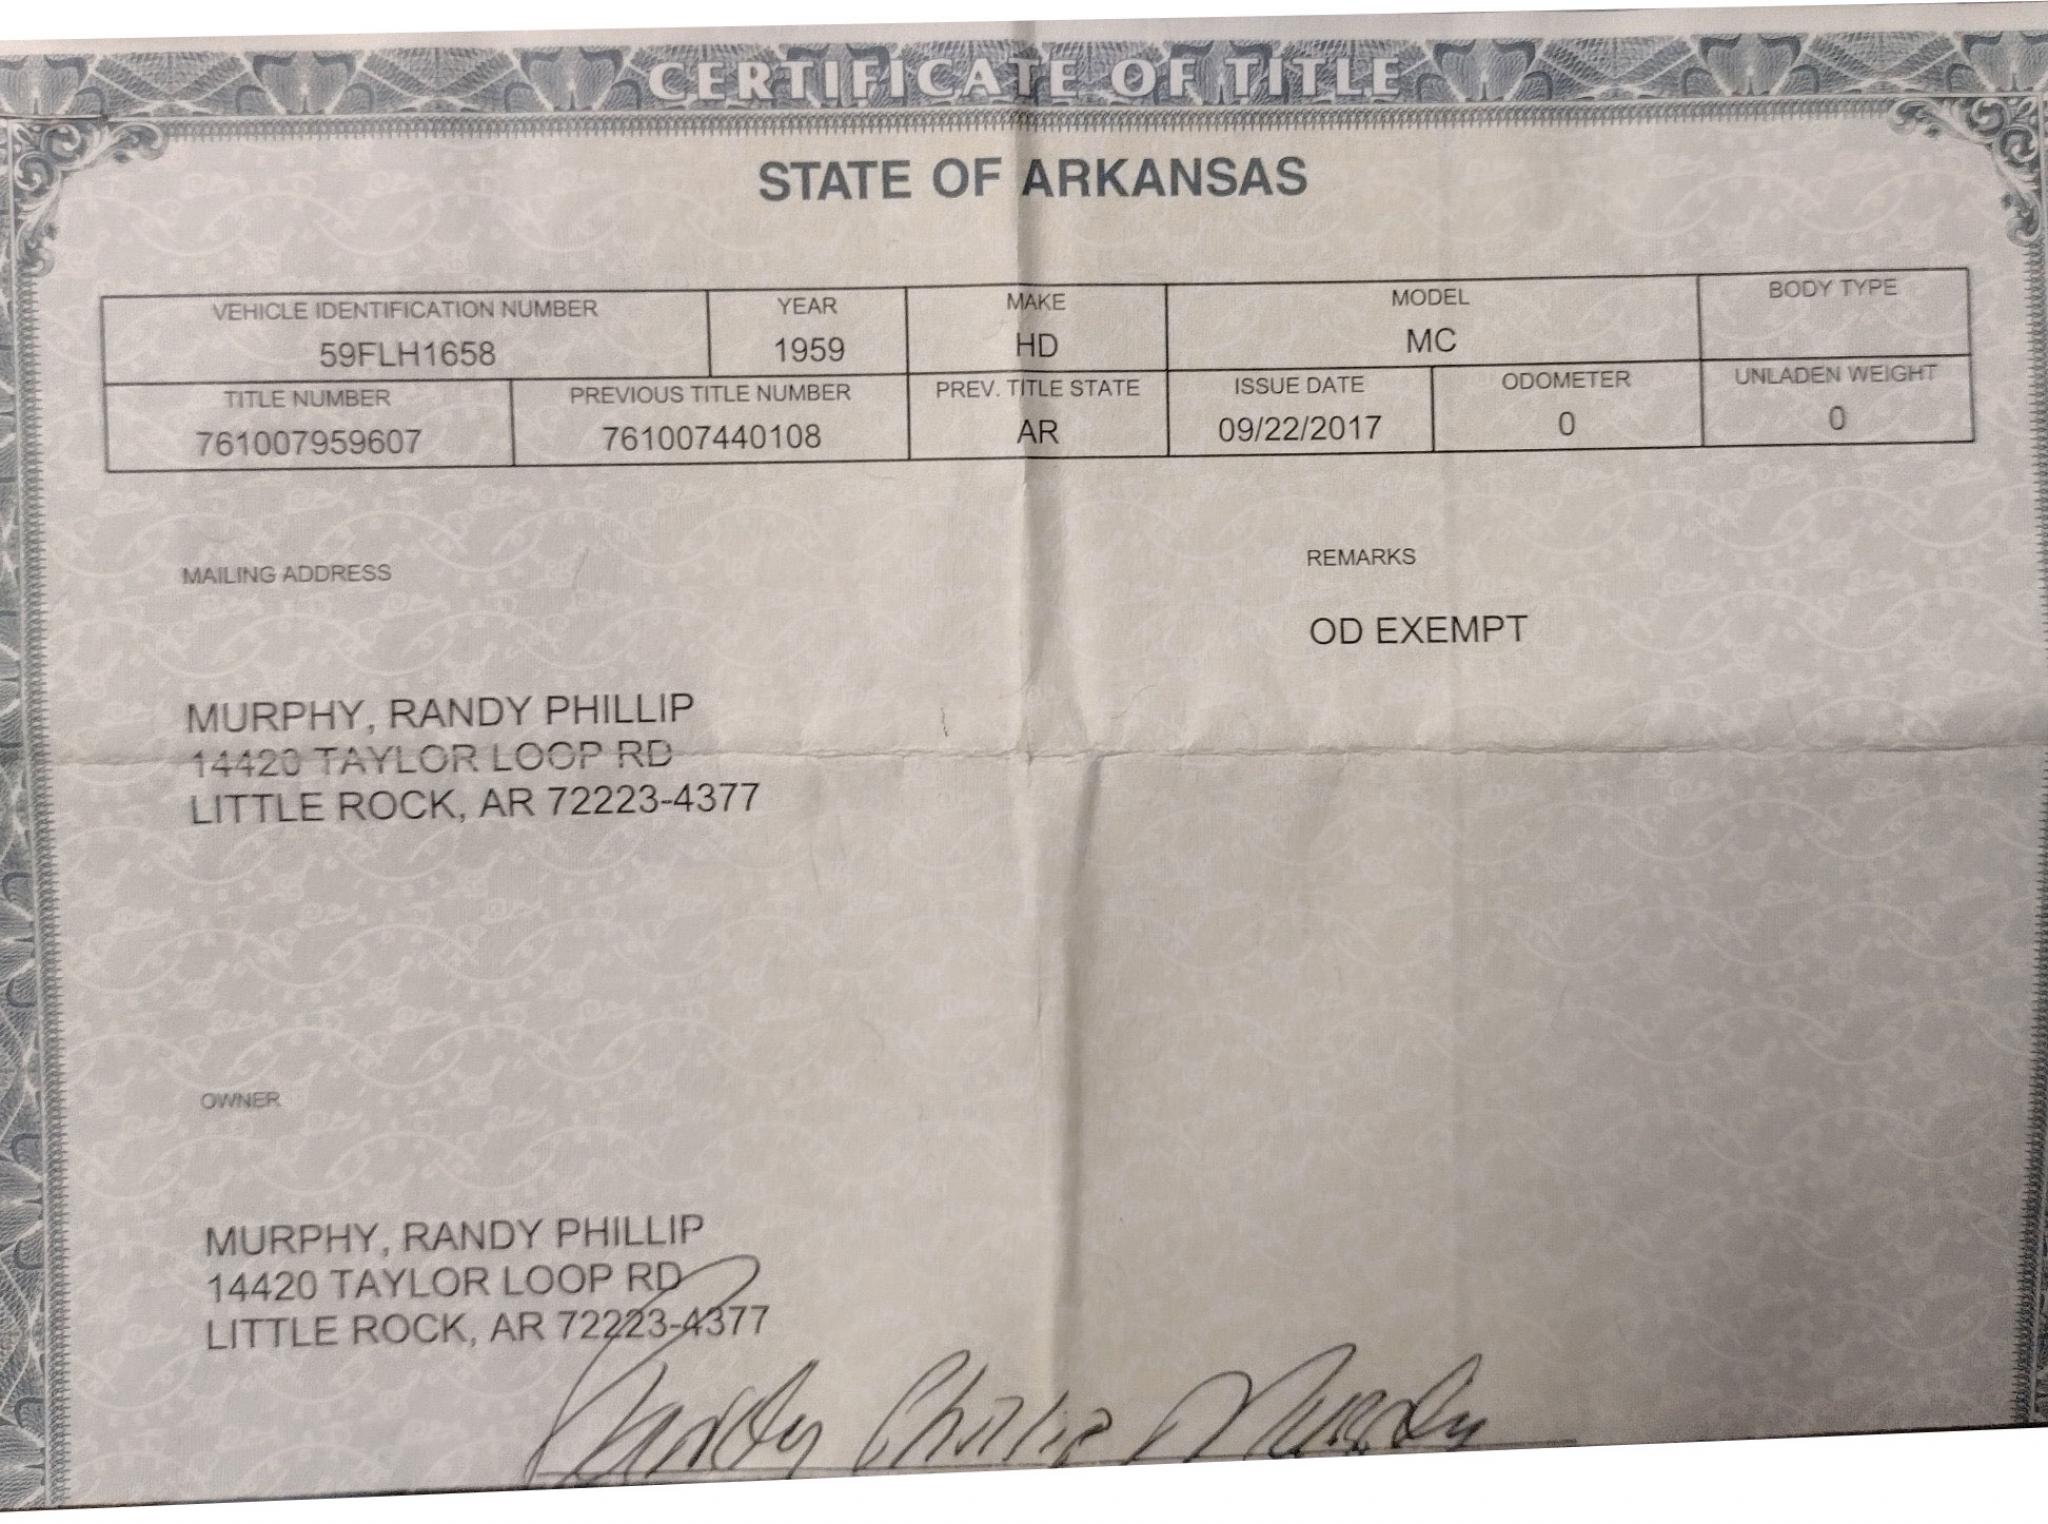 CERTIFICATE OF TITLE
STATE OF ARKANSAS
VEHICLE IDENTIFICATION NUMBER YEAR MAKE MODEL BODY TYPE
59FLH1658 1959 HD MC
TITLE NUMBER PREVIOUS TITLE NUMBER PREV. TITLE STATE ISSUE DATE ODOMETER UNLADEN WEIGHT
761007959607 761007440108 AR 09/22/2017 0 0
MAILING ADDRESS REMARKS
OD EXEMPT
MURPHY, RANDY PHILLIP
14420 TAYLOR LOOP RD
LITTLE ROCK, AR 72223-4377
OWNER
MURPHY, RANDY PHILLIP
14420 TAYLOR LOOP RD
LITTLE ROCK, AR 72223-4377
Randy Phillip Murphy